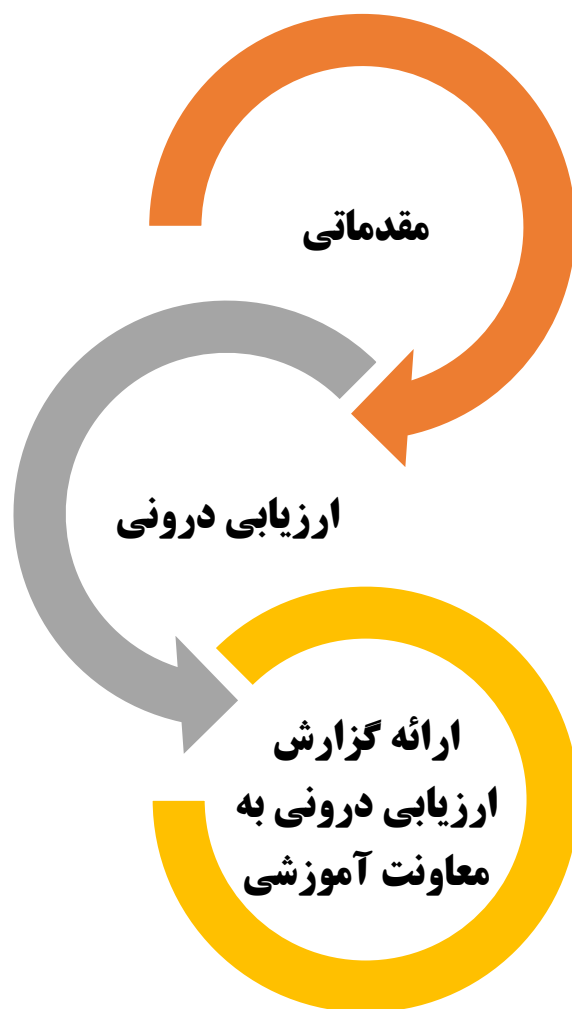 مقدماتی
ارزیابی درونی
ارائه گزارش
ارزیابی درونی به
معاونت آموزشی